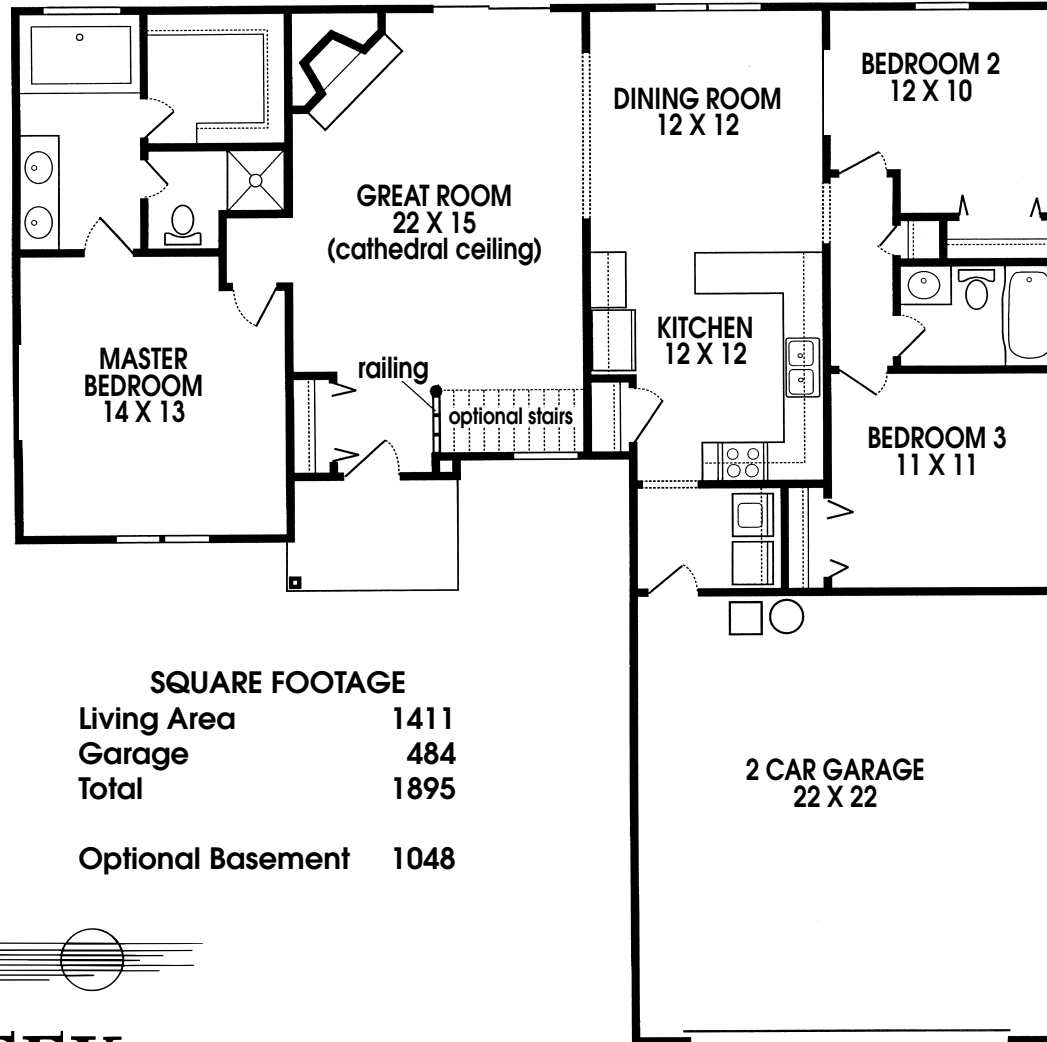 BEDROOM 2
12 X 10
DINING ROOM
12 X 12
GREAT ROOM
22 X 15
(cathedral ceiling)
KITCHEN
12 X 12
MASTER
BEDROOM
14 X 13
railing
optional stairs
BEDROOM 3
11 X 11
SQUARE FOOTAGE
Living Area 1411
Garage 484
Total 1895
Optional Basement 1048
2 CAR GARAGE
22 X 22